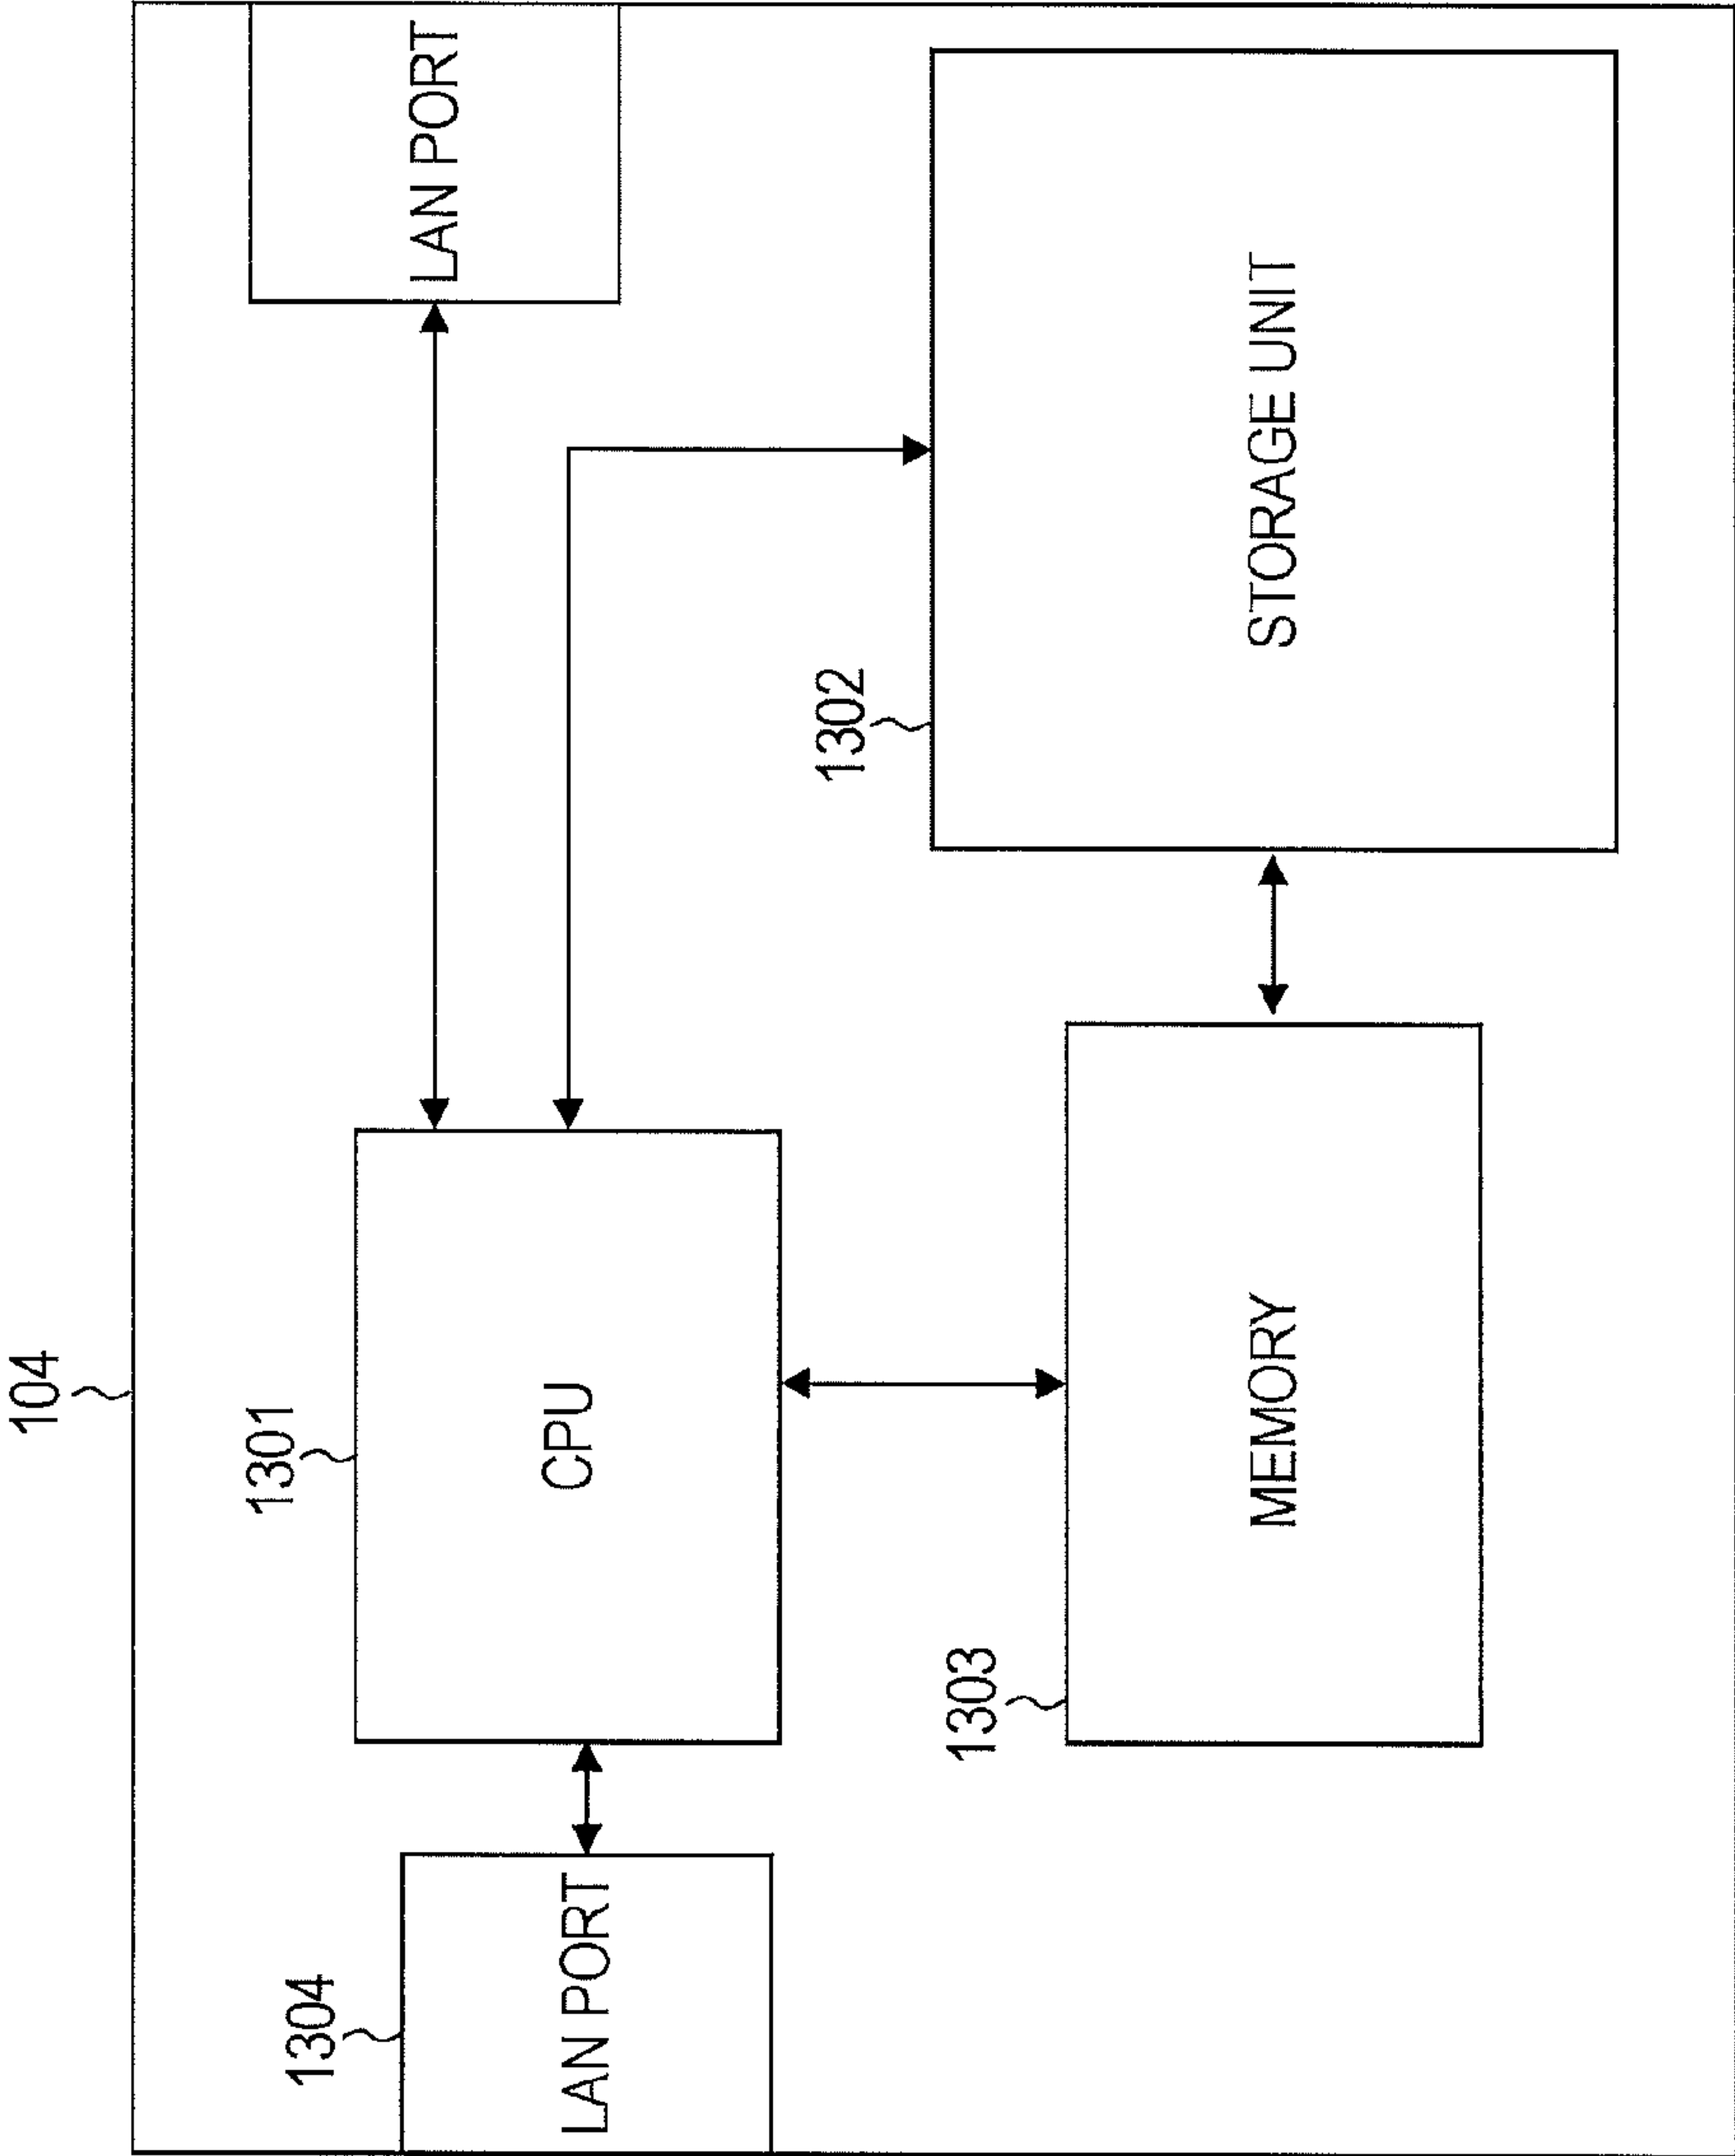 104
1304
LAN PORT
1301
CPU
LAN PORT
1303
MEMORY
1302
STORAGE UNIT